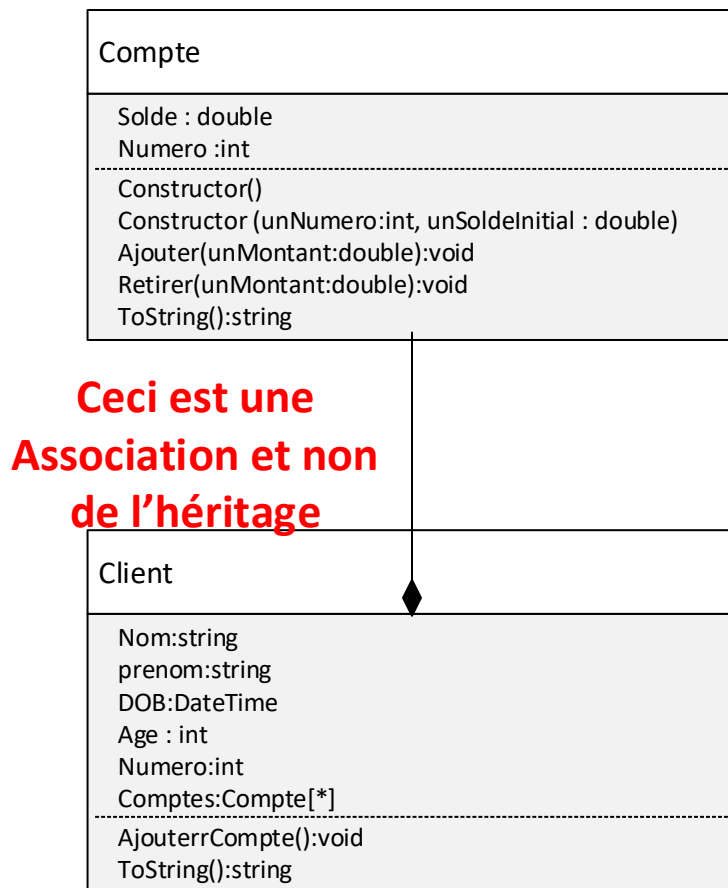 Compte
Solde : double
Numero :int
Constructor()
Constructor (unNumero:int, unSoldeInitial : double)
Ajouter(unMontant:double):void
Retirer(unMontant:double):void
ToString():string
Ceci est une
Association et non
de l’héritage
Client
Nom:string
prenom:string
DOB:DateTime
Age : int
Numero:int
Comptes:Compte[*]
AjouterrCompte():void
ToString():string